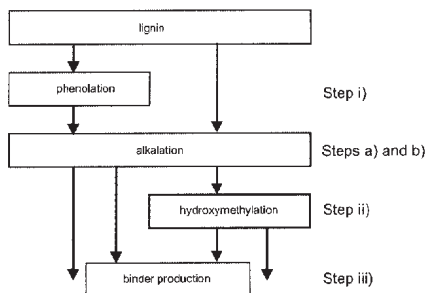 lignin
phenolation
Step i)
alkalation
Steps a) and b)
hydroxymethylation
Step ii)
binder production
Step iii)